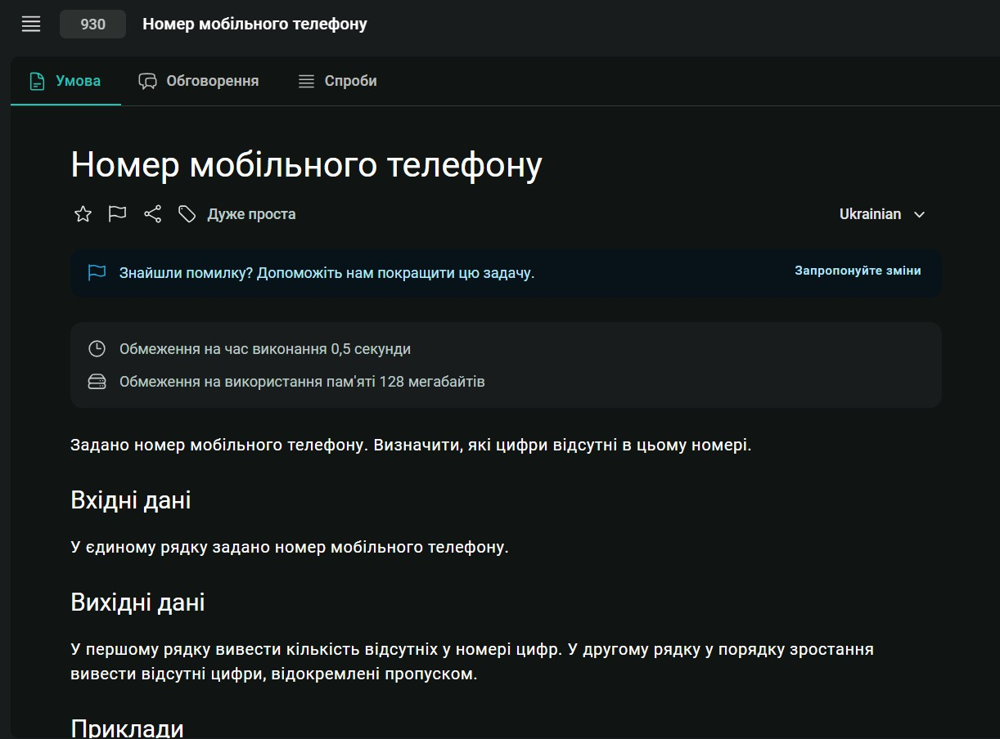 930
Номер мобільного телефону
Умова
Обговорення
Спроби
Номер мобільного телефону
Дуже проста
Ukrainian
Знайшли помилку? Допоможіть нам покращити цю задачу.
Запропонуйте зміни
Обмеження на час виконання 0,5 секунди
Обмеження на використання пам'яті 128 мегабайтів
Задано номер мобільного телефону. Визначити, які цифри відсутні в цьому номері.
Вхідні дані
У єдиному рядку задано номер мобільного телефону.
Вихідні дані
У першому рядку вивести кількість відсутніх у номері цифр. У другому рядку у порядку зростання
вивести відсутні цифри, відокремлені пропуском.
Приклади